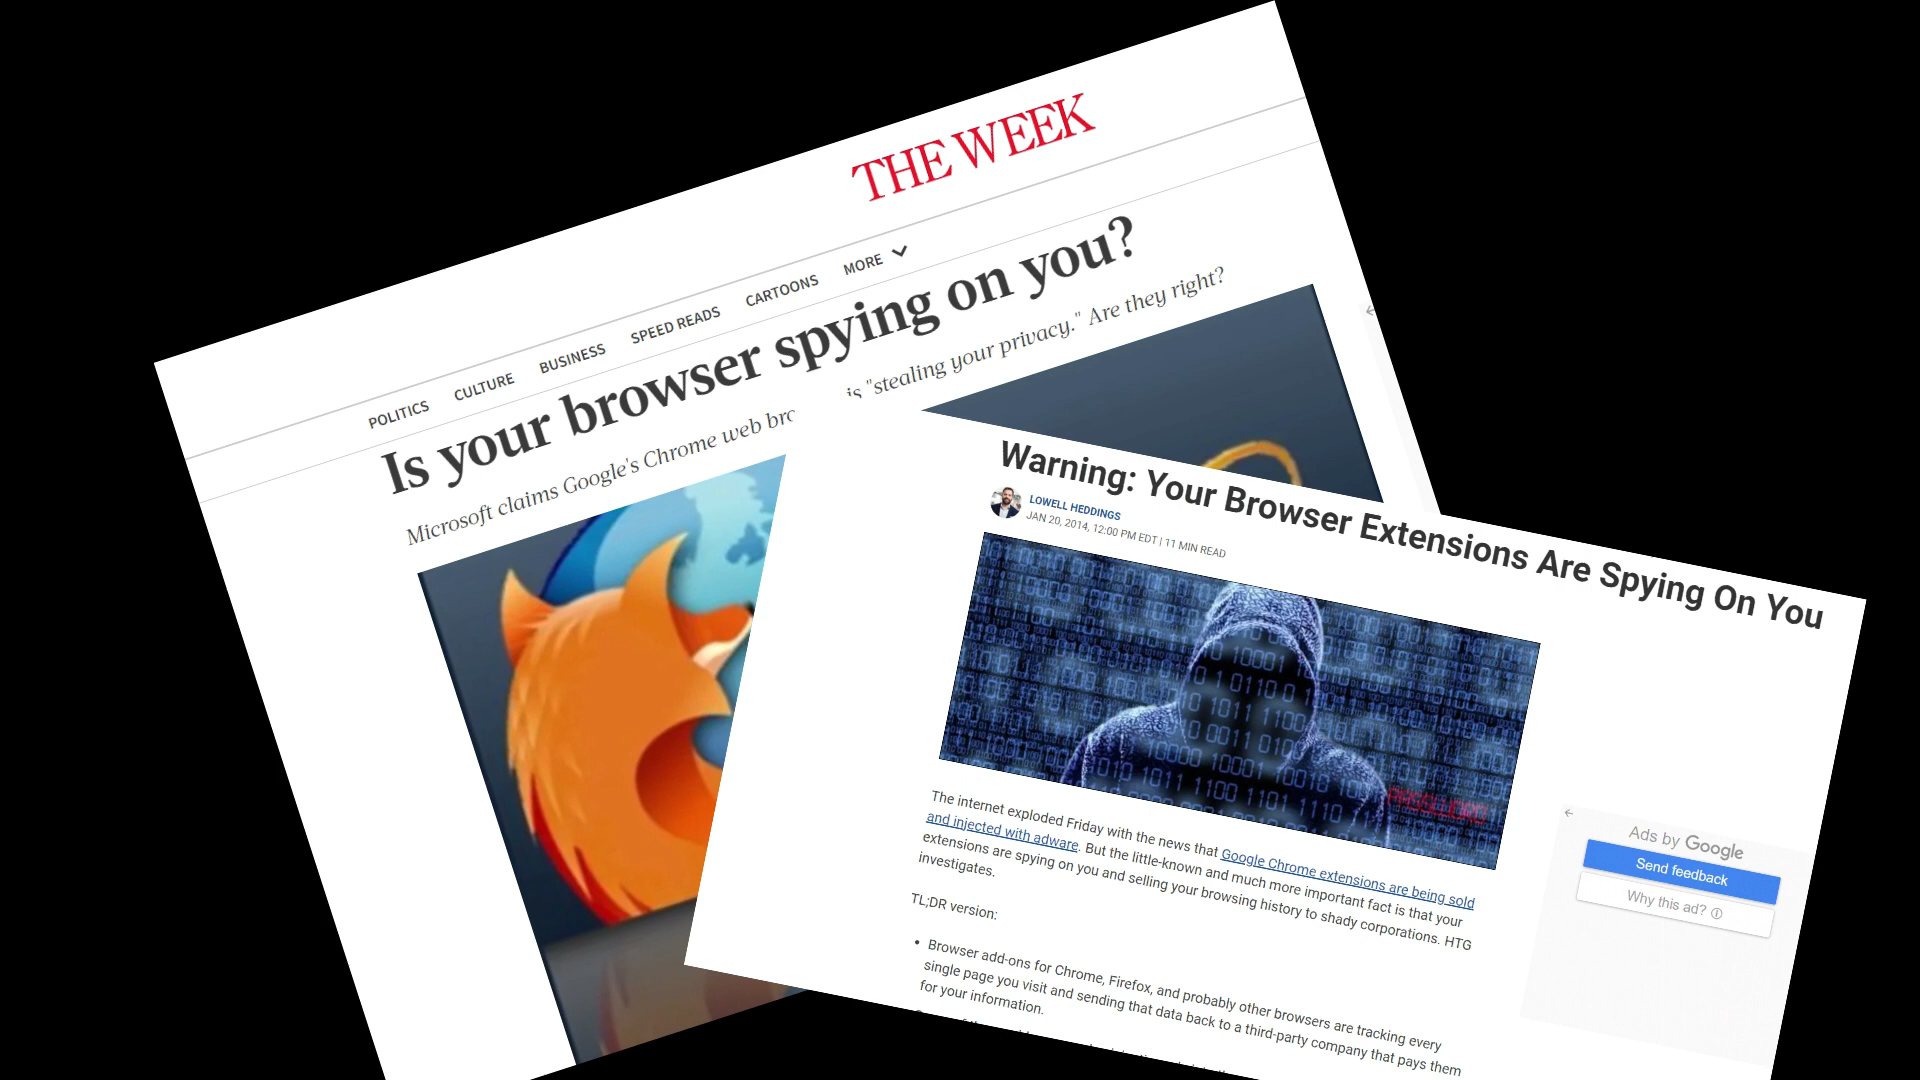 THE WEEK
POLITICS CULTURE BUSINESS SPEED READS CARTOONS MORE
Is your browser spying on you?
Microsoft claims Google's Chrome web is "stealing your privacy." Are they right?
Warning: Your Browser Extensions Are Spying On You
LOWELL HEDDINGS
JAN 20, 2014, 12:00 PM EDT | 11 MIN READ
The internet exploded Friday with the news that Google Chrome extensions are being sold
and injected with adware. But the little-known and much more important fact is that your
extensions are spying on you and selling your browsing history to shady corporations. HTG
investigates.
TL;DR version:
• Browser add-ons for Chrome, Firefox, and probably other browsers are tracking every
single page you visit and sending that data back to a third-party company that pays them
for your information.
Ads by Google
Send feedback
Why this ad?